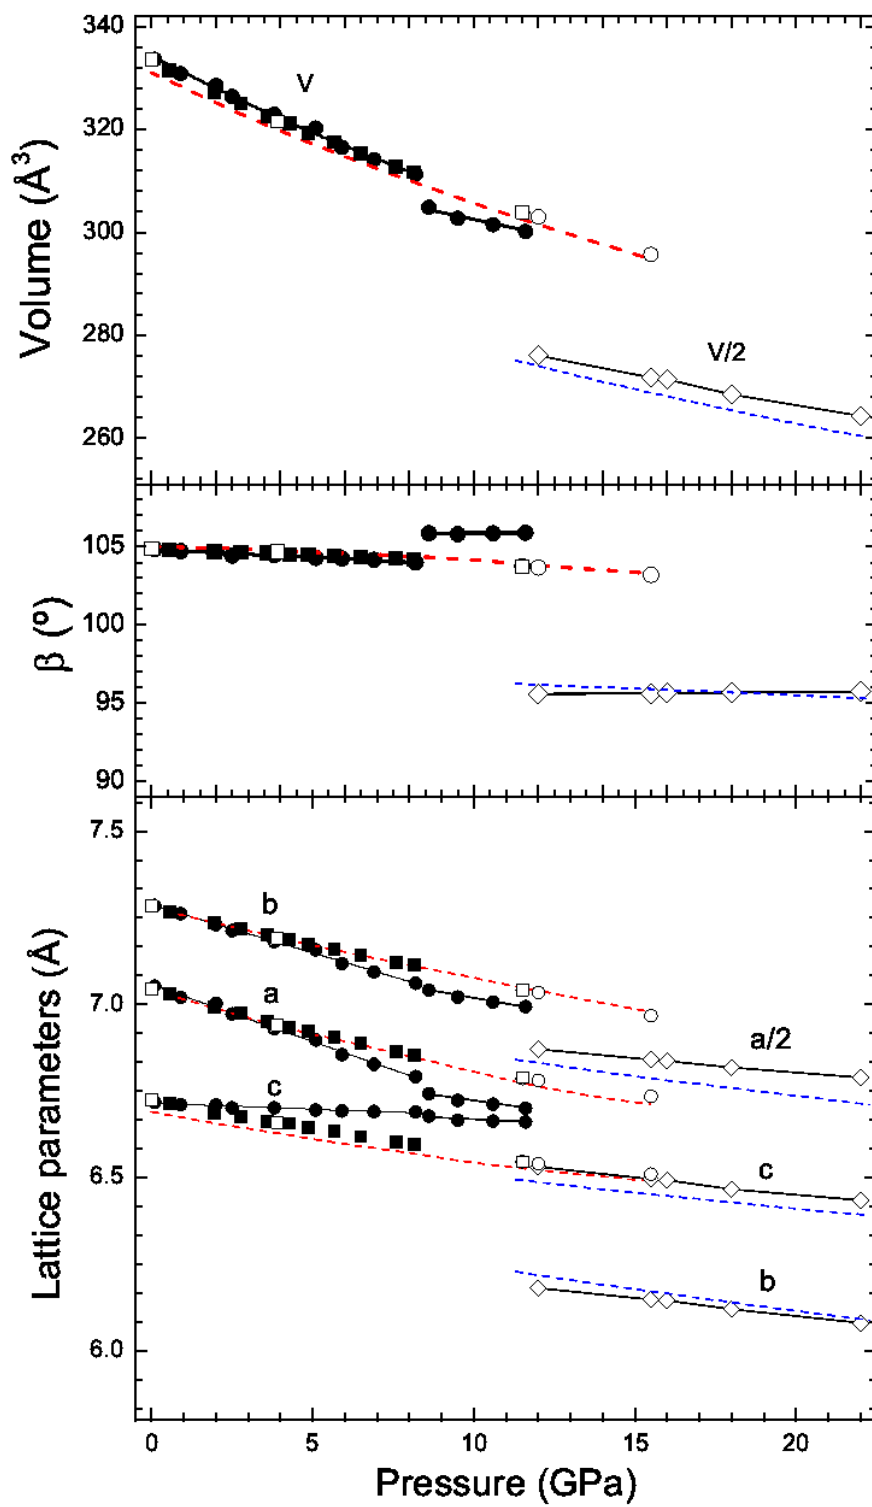 340
V
320
300
280
V/2
260
Volume (Å³)
105
100
95
90
β (º)
7.5
b
7.0
a
a/2
c
6.5
c
b
6.0
Lattice parameters (Å)
0 5 10 15 20
Pressure (GPa)